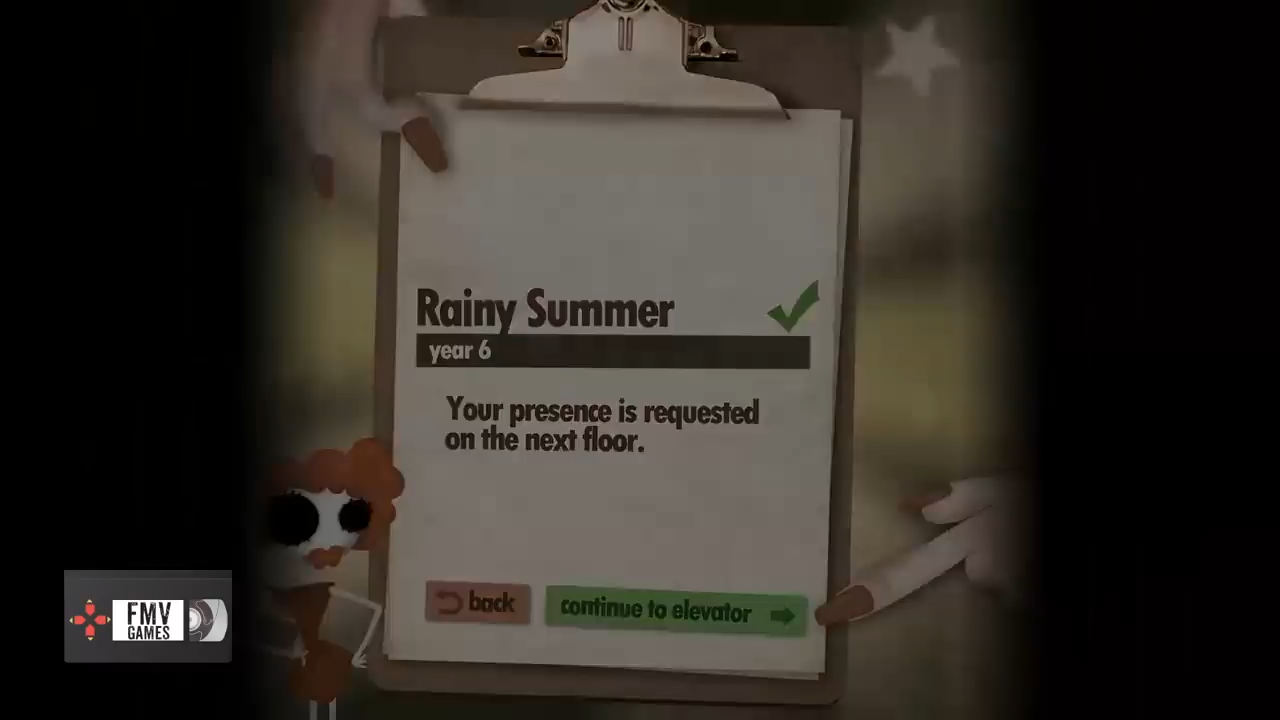 Rainy Summer
year 6
Your presence is requested
on the next floor.
back
continue to elevator
FMV
GAMES